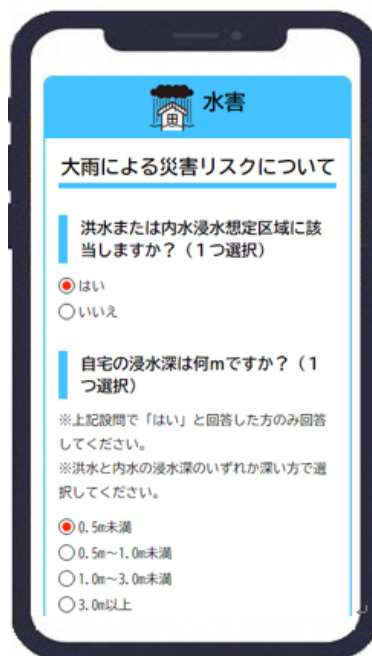 水害
大雨による災害リスクについて
洪水または内水浸水想定区域に該
当しますか？（１つ選択）
はい
いいえ
自宅の浸水深は何mですか？（１
つ選択）
※上記設問で「はい」と回答した方のみ回答
してください。
※洪水と内水の浸水深のいずれか深い方で選
択してください。
0.5m未満
0.5m～1.0m未満
1.0m～3.0m未満
3.0m以上